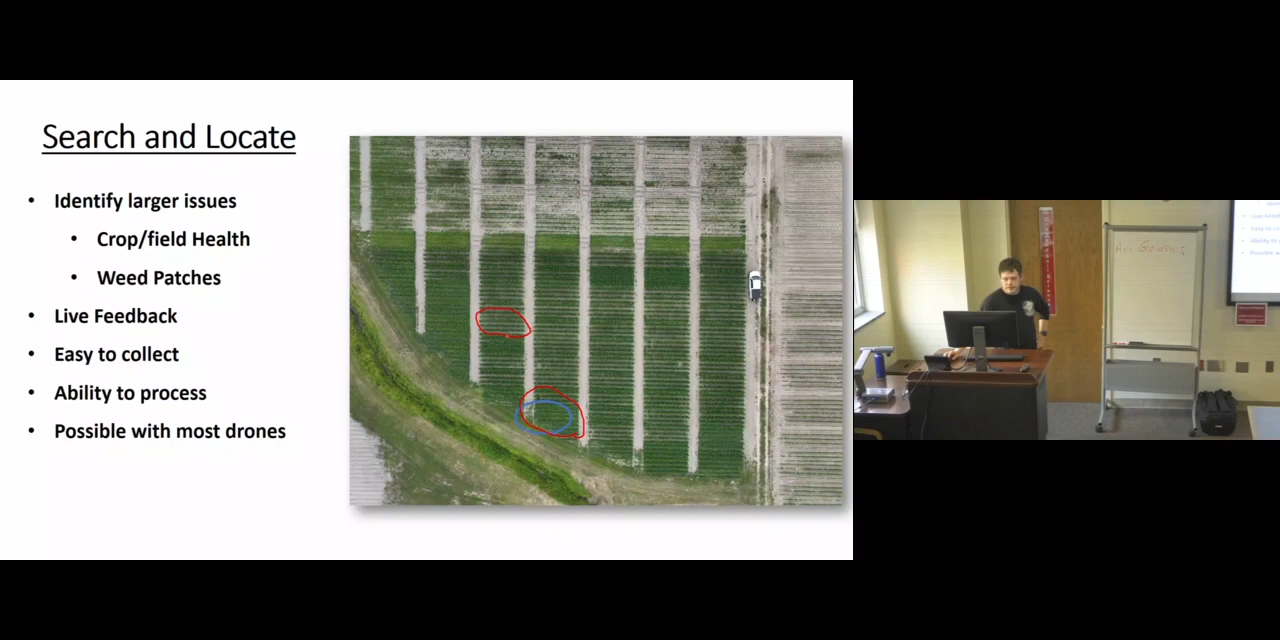 Search and Locate
• Identify larger issues
• Crop/field Health
• Weed Patches
• Live Feedback
• Easy to collect
• Ability to process
• Possible with most drones